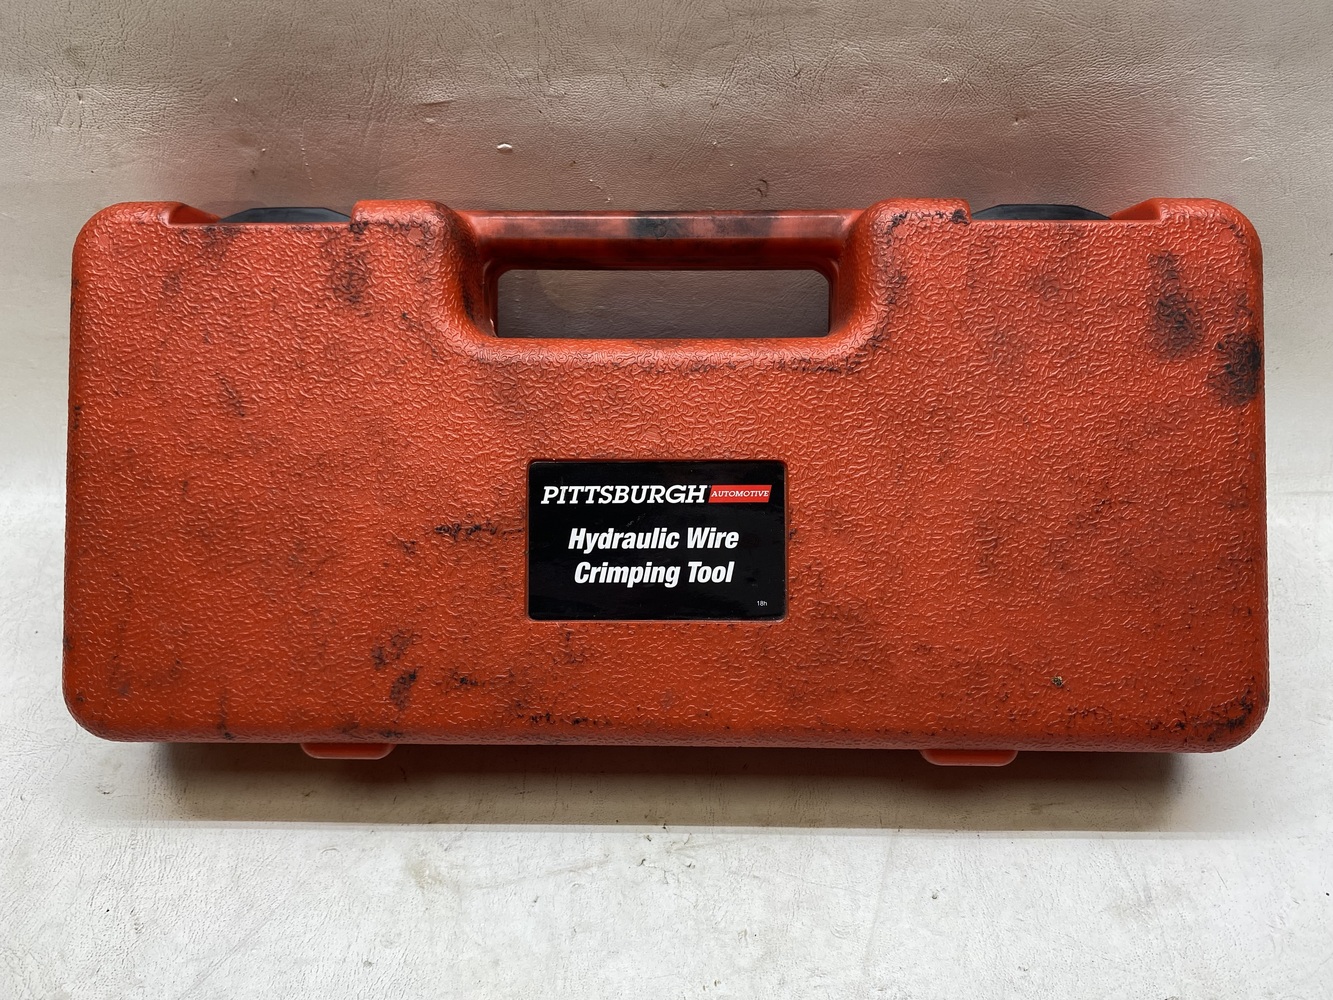 PITTSBURGH AUTOMOTIVE
Hydraulic Wire
Crimping Tool
18h